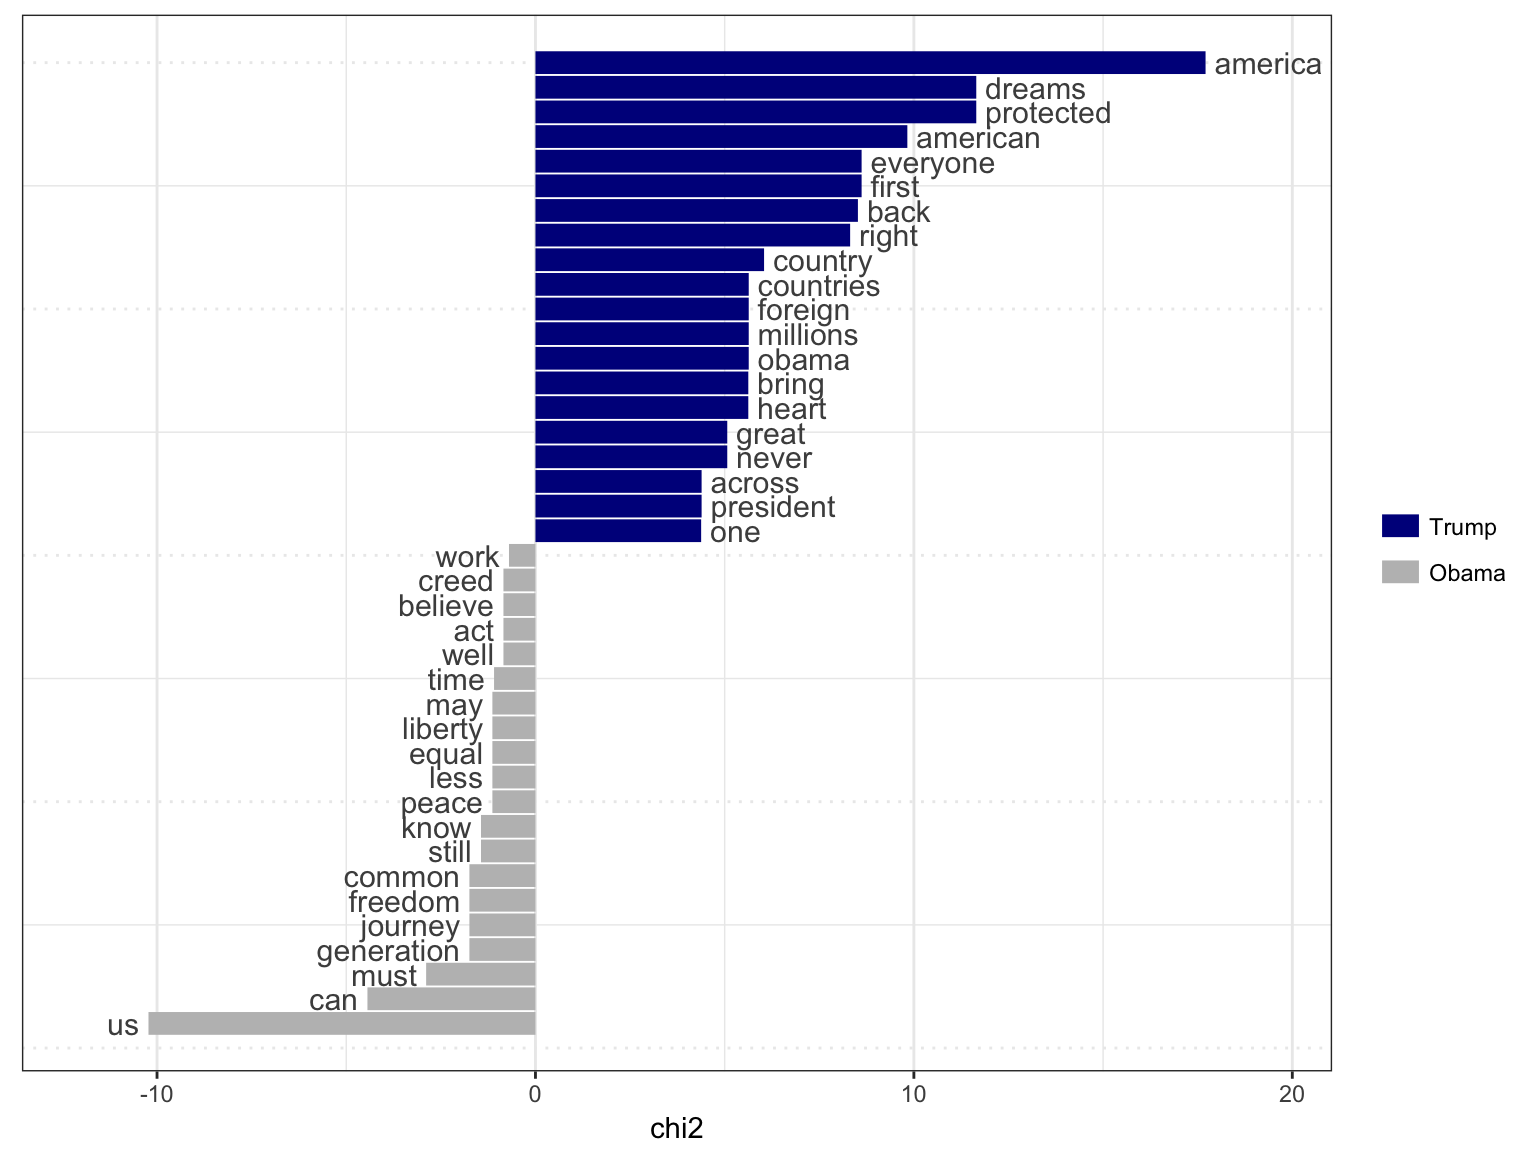 america
dreams
protected
american
everyone
first
back
right
country
countries
foreign
millions
obama
bring
heart
great
never
across
president
one
work
creed
believe
act
well
time
may
liberty
equal
less
peace
know
still
common
freedom
journey
generation
must
can
us
Trump
Obama
-10 0 10 20
chi2